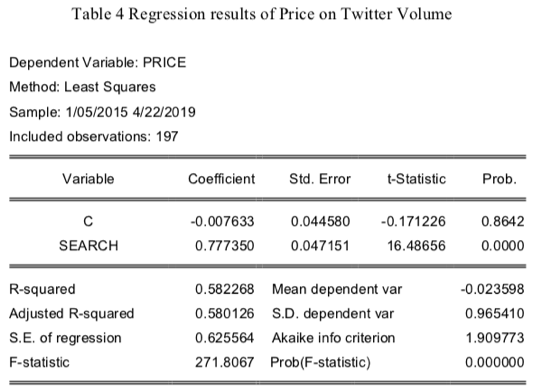 Table 4 Regression results of Price on Twitter Volume
Dependent Variable: PRICE
Method: Least Squares
Sample: 1/05/2015 4/22/2019
Included observations: 197
Variable Coefficient Std. Error t-Statistic Prob.
C -0.007633 0.044580 -0.171226 0.8642
SEARCH 0.777350 0.047151 16.48656 0.0000
R-squared 0.582268 Mean dependent var -0.023598
Adjusted R-squared 0.580126 S.D. dependent var 0.965410
S.E. of regression 0.625564 Akaike info criterion 1.909773
F-statistic 271.8067 Prob(F-statistic) 0.000000